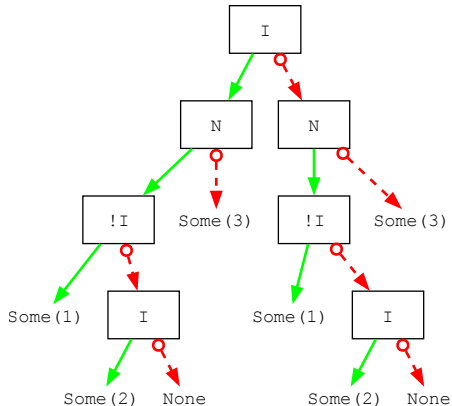 I
N N
!I Some(3) !I Some(3)
Some(1) I Some(1) I
Some(2) None Some(2) None